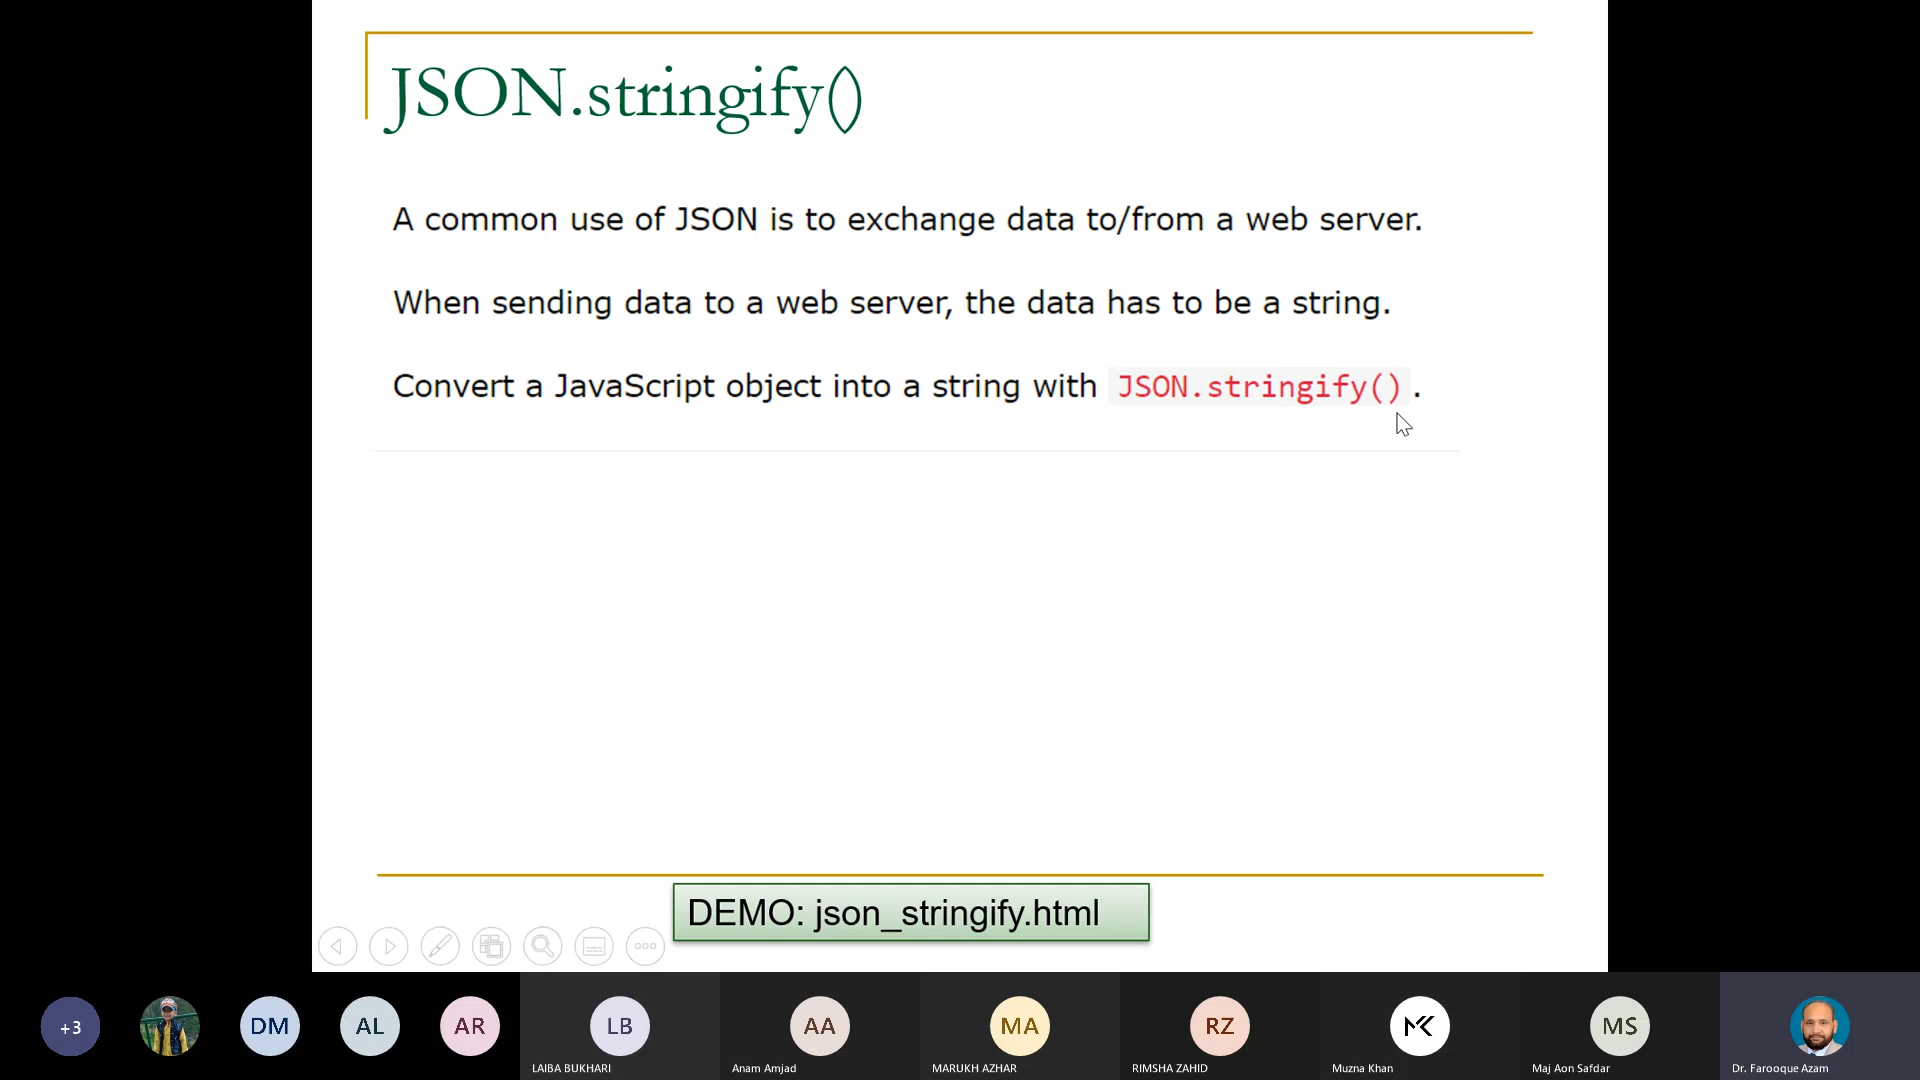 JSON.stringify()
A common use of JSON is to exchange data to/from a web server.
When sending data to a web server, the data has to be a string.
Convert a JavaScript object into a string with JSON.stringify().
DEMO: json_stringify.html
+3
DM
AL
AR
LB
AA
MA
RZ
MK
MS
LAIBA BUKHARI
Anam Amjad
MARUKH AZHAR
RIMSHA ZAHID
Muzna Khan
Maj Aon Safdar
Dr. Farooque Azam